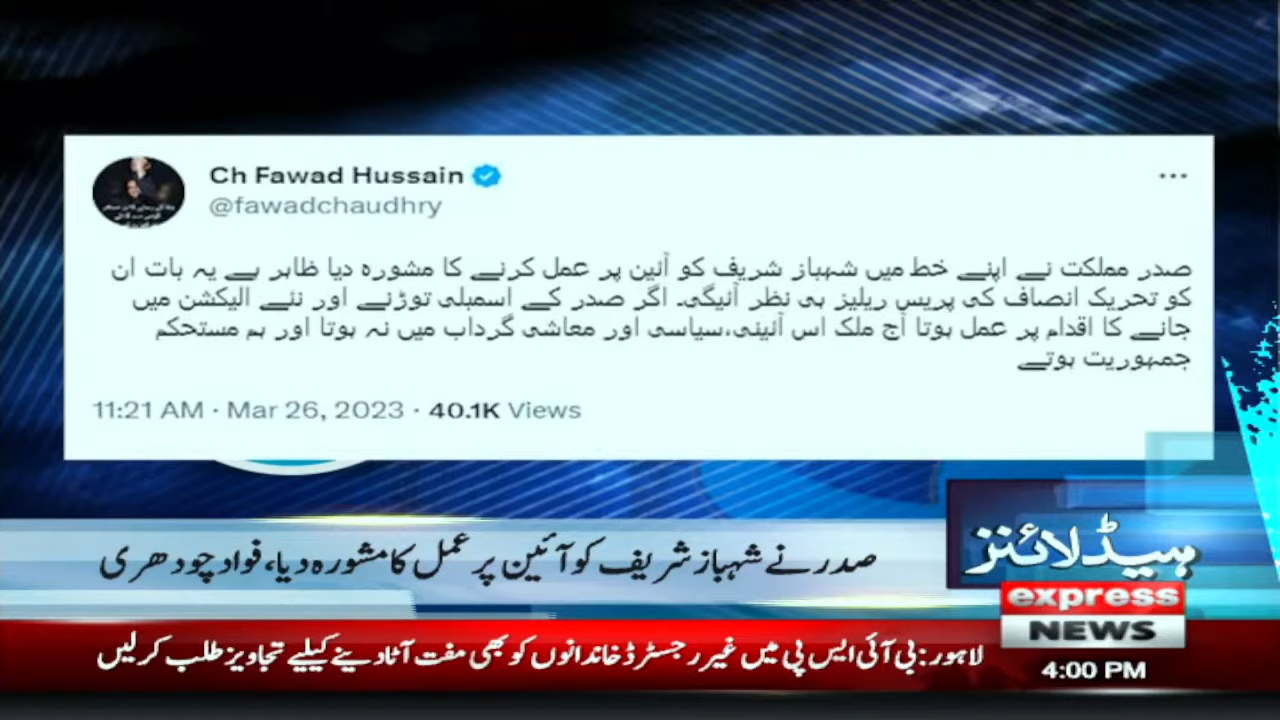 Ch Fawad Hussain
@fawadchaudhry
صدر مملکت نے اپنے خط میں شہباز شریف کو آئین پر عمل کرنے کا مشورہ دیا ظاہر ہے یہ بات ان
کو تحریک انصاف کی پریس ریلیز ہی نظر آئیگی۔ اگر صدر کے اسمبلی توڑنے اور نئے الیکشن میں
جانے کا اقدام پر عمل ہوتا آج ملک اس آئینی،سیاسی اور معاشی گرداب میں نہ ہوتا اور ہم مستحکم
جمہوریت ہوتے
11:21 AM · Mar 26, 2023 · 40.1K Views
ہیڈلائنز
صدر نے شہباز شریف کو آئین پر عمل کا مشورہ دیا، فواد چودھری
express
NEWS
لاہور: بی آئی ایس پی میں غیر رجسٹرڈ خاندانوں کو بھی مفت آٹا دینے کیلیے تجاویز طلب کر لیں
4:00 PM